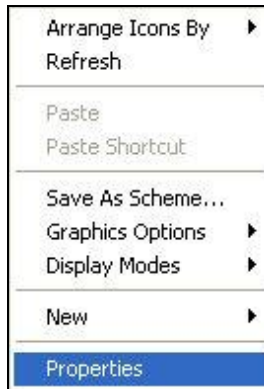 Arrange Icons By
Refresh
Paste
Paste Shortcut
Save As Scheme...
Graphics Options
Display Modes
New
Properties